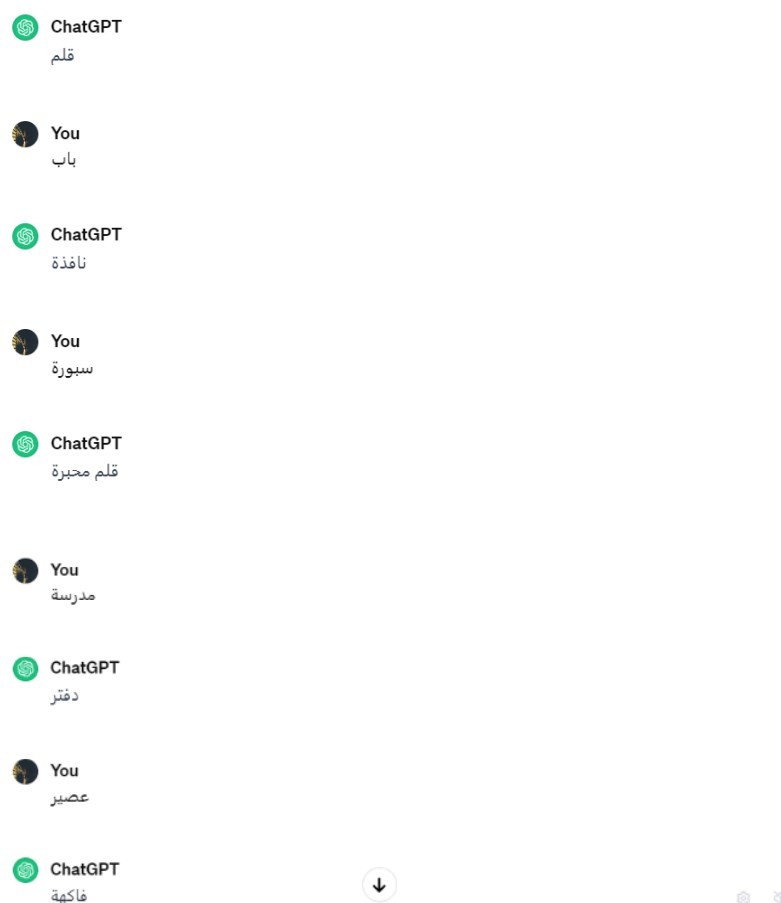 ChatGPT
قلم
You
باب
ChatGPT
نافذة
You
سبورة
ChatGPT
قلم محبرة
You
مدرسة
ChatGPT
دفتر
You
عصير
ChatGPT
فاكهة